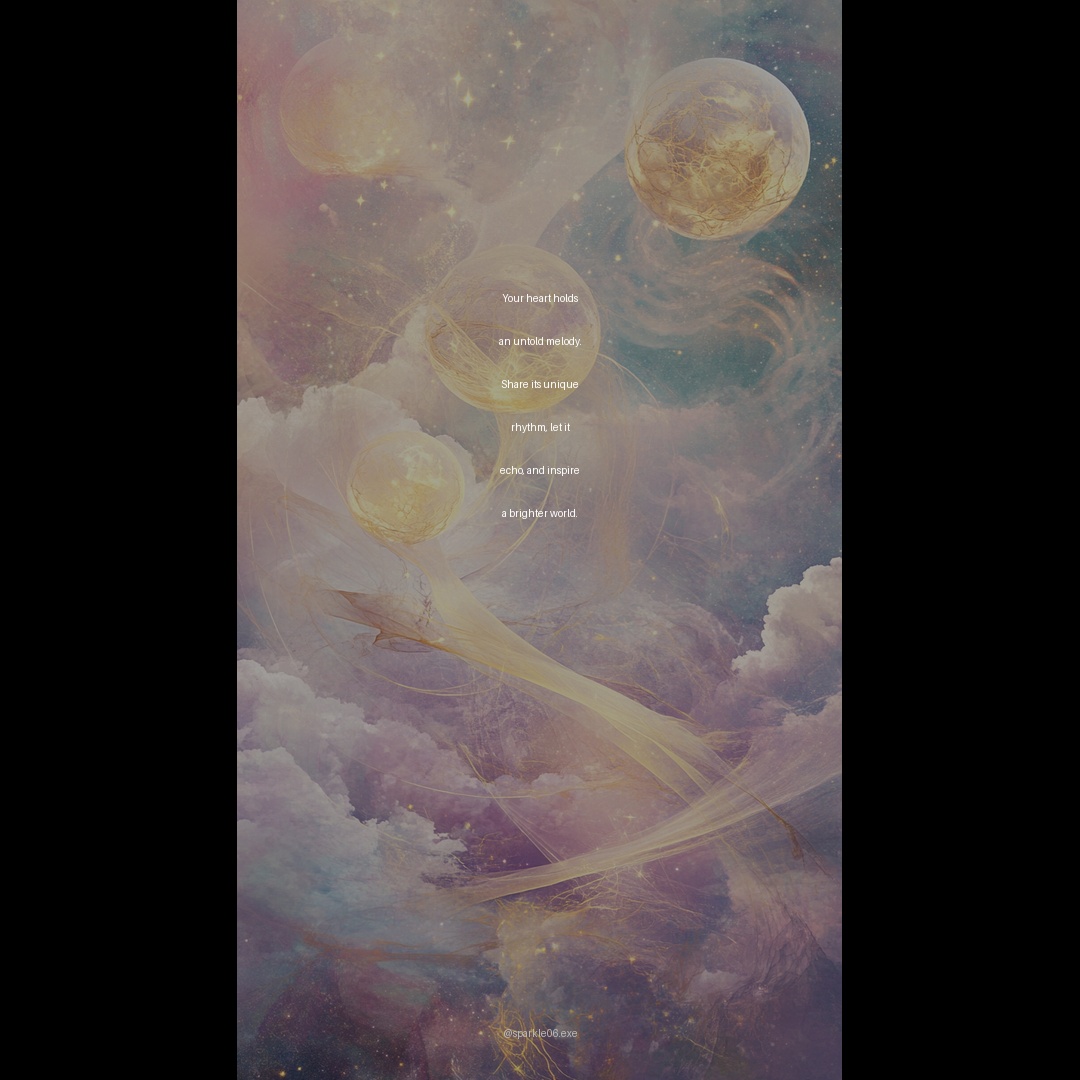 Your heart holds
an untold melody.
Share its unique
rhythm, let it
echo, and inspire
a brighter world.
@sparkle06.exe